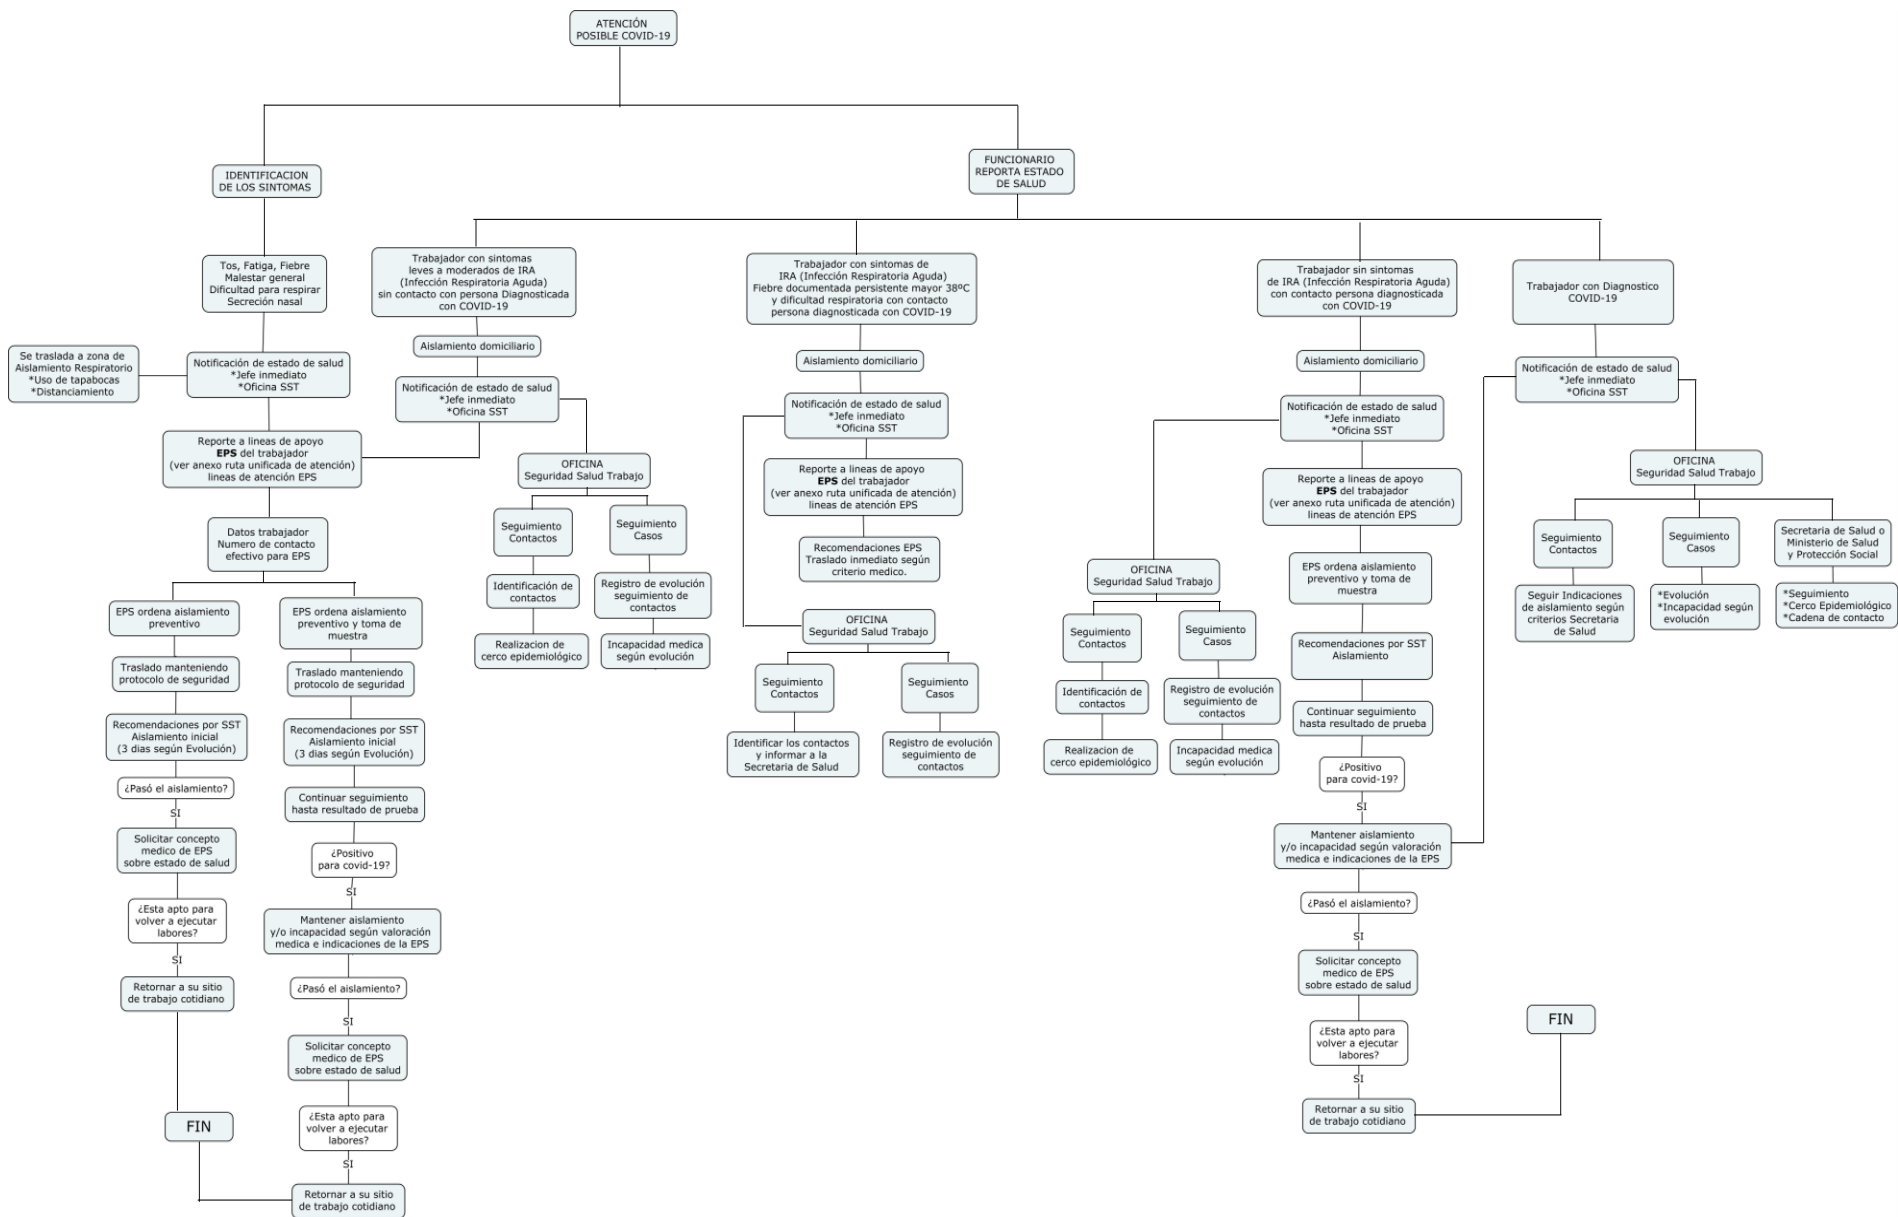 ATENCIÓN
POSIBLE COVID-19
IDENTIFICACION
DE LOS SINTOMAS
FUNCIONARIO
REPORTA ESTADO
DE SALUD
Tos, Fatiga, Fiebre
Malestar general
Dificultad para respirar
Secreción nasal
Se traslada a zona de
Aislamiento Respiratorio
*Uso de tapabocas
*Distanciamiento
Notificación de estado de salud
*Jefe inmediato
*Oficina SST
Reporte a lineas de apoyo
EPS del trabajador
(ver anexo ruta unificada de atención)
lineas de atención EPS
Datos trabajador
Numero de contacto
efectivo para EPS
EPS ordena aislamiento
preventivo
Traslado manteniendo
protocolo de seguridad
Recomendaciones por SST
Aislamiento inicial
(3 dias según Evolución)
¿Pasó el aislamiento?
SI
Solicitar concepto
medico de EPS
sobre estado de salud
¿Esta apto para
volver a ejecutar
labores?
SI
Retornar a su sitio
de trabajo cotidiano
FIN
EPS ordena aislamiento
preventivo y toma de
muestra
Traslado manteniendo
protocolo de seguridad
Recomendaciones por SST
Aislamiento inicial
(3 dias según Evolución)
Continuar seguimiento
hasta resultado de prueba
¿Positivo
para covid-19?
SI
Mantener aislamiento
y/o incapacidad según valoración
medica e indicaciones de la EPS
¿Pasó el aislamiento?
SI
Solicitar concepto
medico de EPS
sobre estado de salud
¿Esta apto para
volver a ejecutar
labores?
SI
Retornar a su sitio
de trabajo cotidiano
Trabajador con sintomas
leves a moderados de IRA
(Infección Respiratoria Aguda)
sin contacto con persona Diagnosticada
con COVID-19
Aislamiento domiciliario
Notificación de estado de salud
*Jefe inmediato
*Oficina SST
OFICINA
Seguridad Salud Trabajo
Seguimiento
Contactos
Identificación de
contactos
Realizacion de
cerco epidemiológico
Seguimiento
Casos
Registro de evolución
seguimiento de
contactos
Incapacidad medica
según evolución
Trabajador con sintomas de
IRA (Infección Respiratoria Aguda)
Fiebre documentada persistente mayor 38ºC
y dificultad respiratoria con contacto
persona diagnosticada con COVID-19
Aislamiento domiciliario
Notificación de estado de salud
*Jefe inmediato
*Oficina SST
Reporte a lineas de apoyo
EPS del trabajador
(ver anexo ruta unificada de atención)
lineas de atención EPS
Recomendaciones EPS
Traslado inmediato según
criterio medico.
OFICINA
Seguridad Salud Trabajo
Seguimiento
Contactos
Identificar los contactos
y informar a la
Secretaria de Salud
Seguimiento
Casos
Registro de evolución
seguimiento de
contactos
Trabajador sin sintomas
de IRA (Infección Respiratoria Aguda)
con contacto persona diagnosticada
con COVID-19
Aislamiento domiciliario
Notificación de estado de salud
*Jefe inmediato
*Oficina SST
OFICINA
Seguridad Salud Trabajo
Seguimiento
Contactos
Identificación de
contactos
Realizacion de
cerco epidemiológico
Seguimiento
Casos
Registro de evolución
seguimiento de
contactos
Incapacidad medica
según evolución
Reporte a lineas de apoyo
EPS del trabajador
(ver anexo ruta unificada de atención)
lineas de atención EPS
EPS ordena aislamiento
preventivo y toma de
muestra
Recomendaciones por SST
Aislamiento
Continuar seguimiento
hasta resultado de prueba
¿Positivo
para covid-19?
SI
Mantener aislamiento
y/o incapacidad según valoración
medica e indicaciones de la EPS
¿Pasó el aislamiento?
SI
Solicitar concepto
medico de EPS
sobre estado de salud
¿Esta apto para
volver a ejecutar
labores?
SI
Retornar a su sitio
de trabajo cotidiano
FIN
Trabajador con Diagnostico
COVID-19
Notificación de estado de salud
*Jefe inmediato
*Oficina SST
OFICINA
Seguridad Salud Trabajo
Seguimiento
Contactos
Seguir Indicaciones
de aislamiento según
criterios Secretaria
de Salud
Seguimiento
Casos
*Evolución
*Incapacidad según
evolución
Secretaria de Salud o
Ministerio de Salud
y Protección Social
*Seguimiento
*Cerco Epidemiológico
*Cadena de contacto